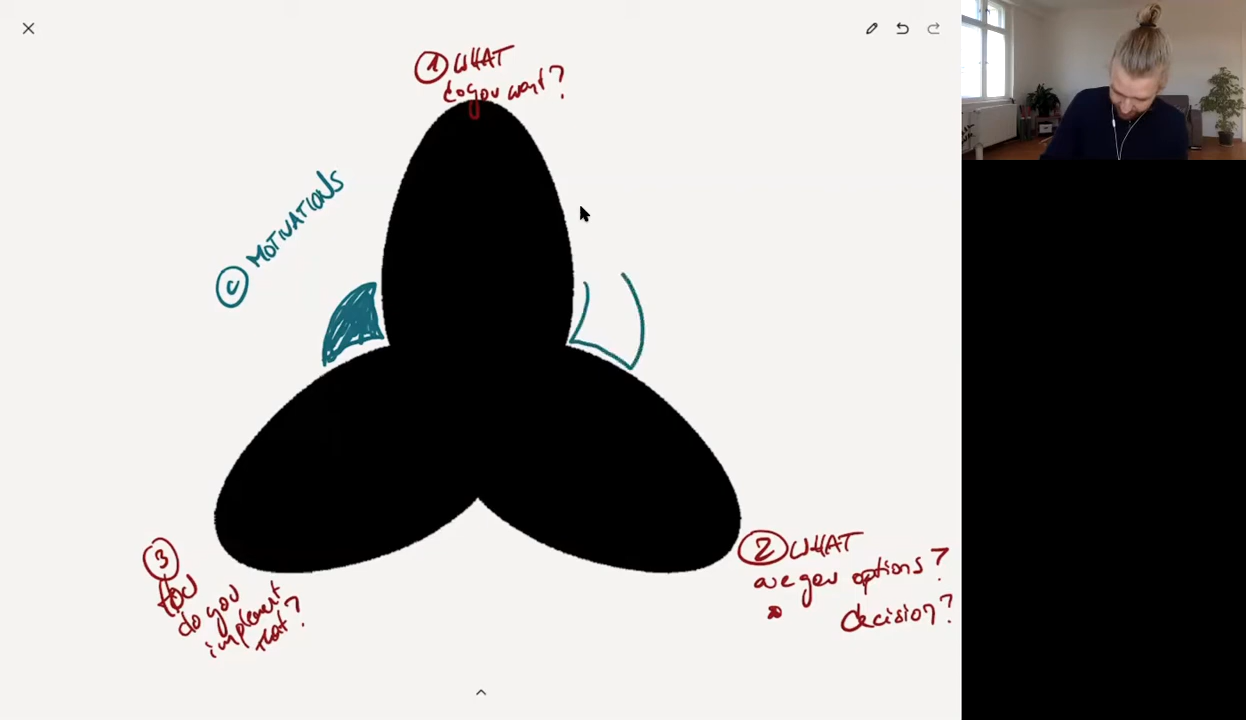 1 WHAT
do you want?
C MOTIVATIONS
2 WHAT
are your options?
decision?
3
do you
implement
that?